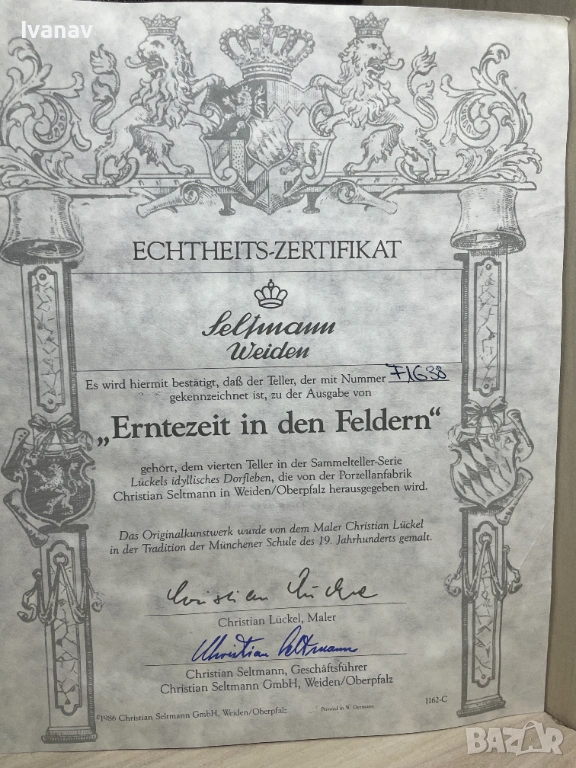 Ivanav
ECHTHEITS-ZERTIFIKAT
Seltmann
Weiden
Es wird hiermit bestätigt, daß der Teller, der mit Nummer
gekennzeichnet ist, zu der Ausgabe von
„Erntezeit in den Feldern“
gehört, dem vierten Teller in der Sammelteller-Serie
Lückels idyllisches Dorfleben, die von der Porzellanfabrik
Christian Seltmann in Weiden/Oberpfalz herausgegeben wird.
Das Originalkunstwerk wurde von dem Maler Christian Lückel
in der Tradition der Münchener Schule des 19. Jahrhunderts gemalt.
Christian Lückel
Christian Lückel, Maler
Christian Seltmann
Christian Seltmann, Geschäftsführer
Christian Seltmann GmbH, Weiden/Oberpfalz
©1986 Christian Seltmann GmbH, Weiden/Oberpfalz Printed in W. Germany 1162-C
BAZAR